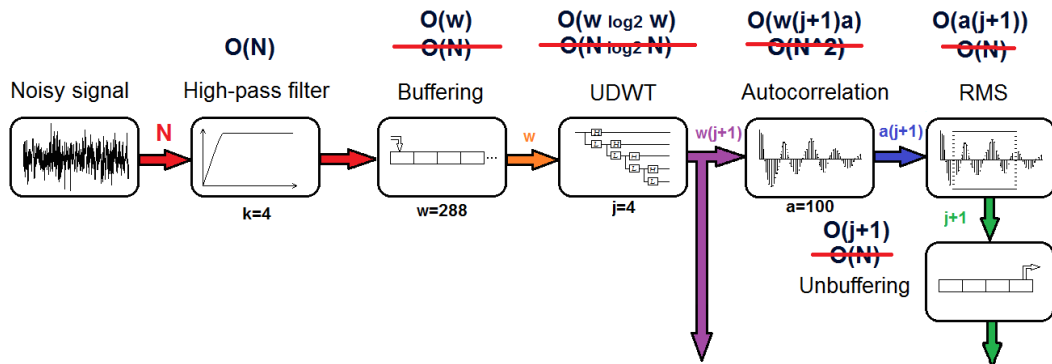 O(w)
O(w log2 w)
O(w(j+1)a)
O(a(j+1))
O(N)
O(N)
O(N log2 N)
O(N^2)
O(N)
Noisy signal
High-pass filter
Buffering
UDWT
Autocorrelation
RMS
N
w
w(j+1)
a(j+1)
H
L
H
L
H
L
H
L
k=4
w=288
j=4
a=100
j+1
O(j+1)
O(N)
Unbuffering